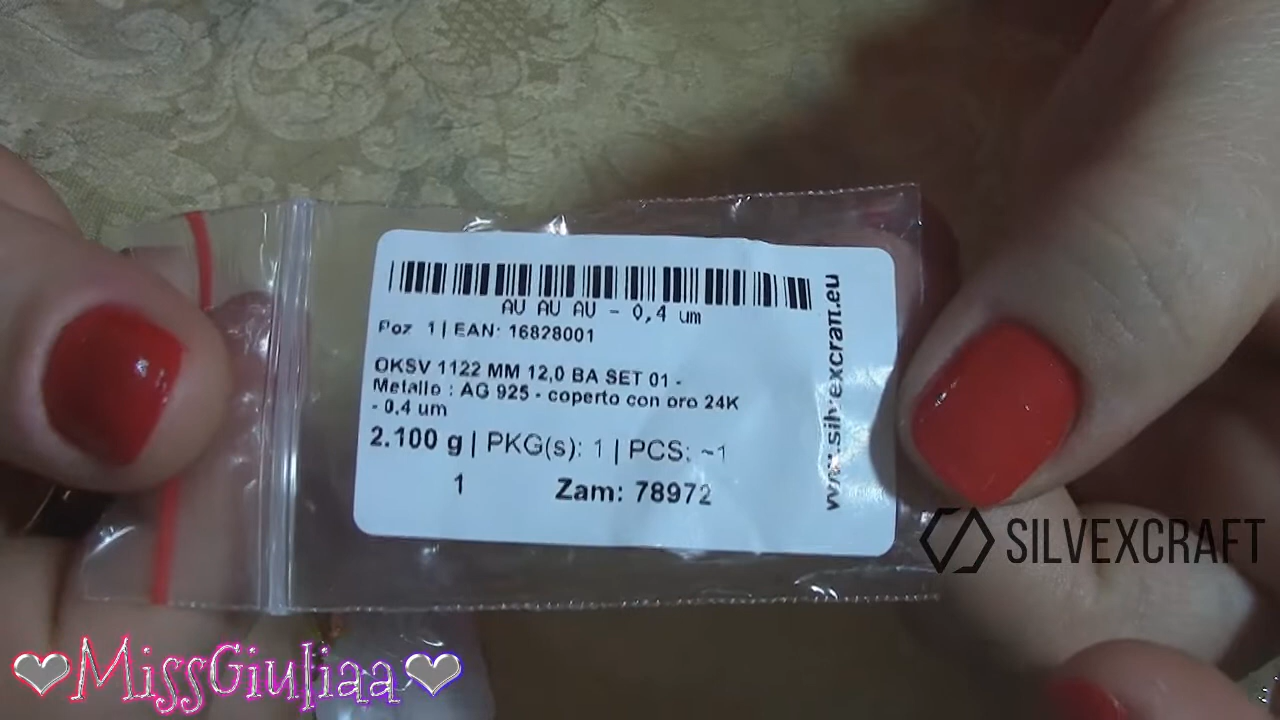 AU AU AU - 0,4 um
Poz 1 | EAN: 16828001
OKSV 1122 MM 12,0 BA SET 01 -
Metallo : AG 925 - coperto con oro 24K
- 0.4 um
2.100 g | PKG(s): 1 | PCS: ~1
1 Zam: 78972
www.silvexcraft.eu
SILVEXCRAFT
MissGiuliaa